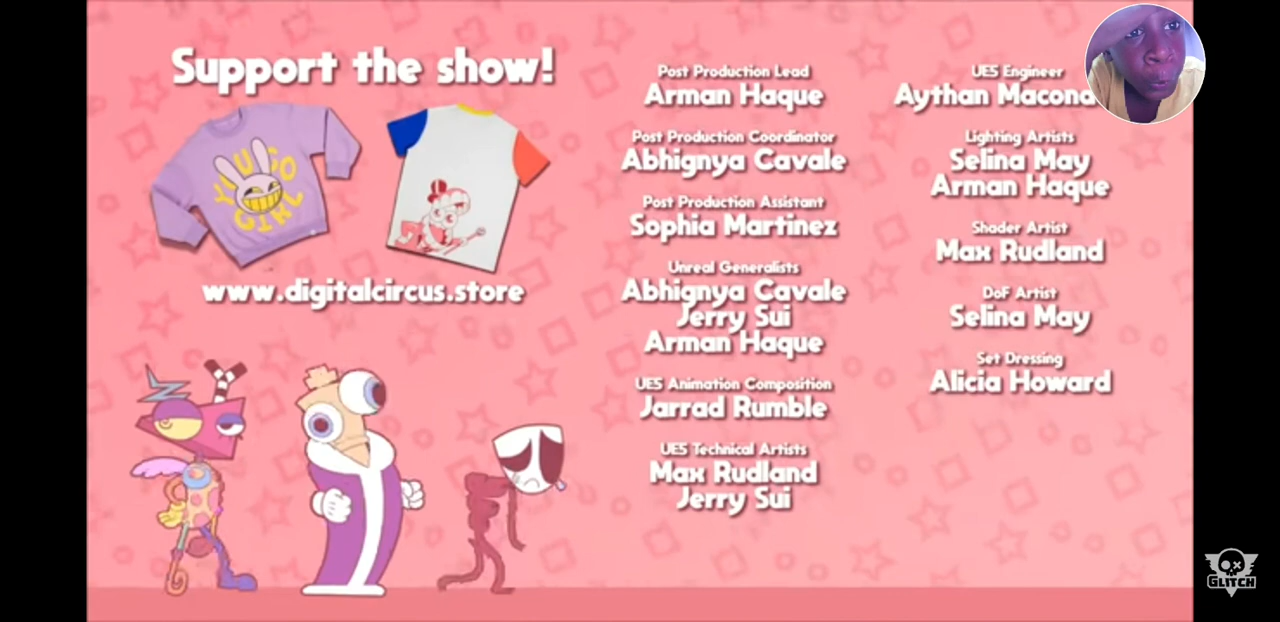 Support the show!
YOU GO
GIRL
www.digitalcircus.store
Post Production Lead
Arman Haque
Post Production Coordinator
Abhignya Cavale
Post Production Assistant
Sophia Martinez
Unreal Generalists
Abhignya Cavale
Jerry Sui
Arman Haque
UE5 Animation Composition
Jarrad Rumble
UE5 Technical Artists
Max Rudland
Jerry Sui
UE5 Engineer
Aythan
Lighting Artists
Selina May
Arman Haque
Shader Artist
Max Rudland
DoF Artist
Selina May
Set Dressing
Alicia Howard
GLITCH